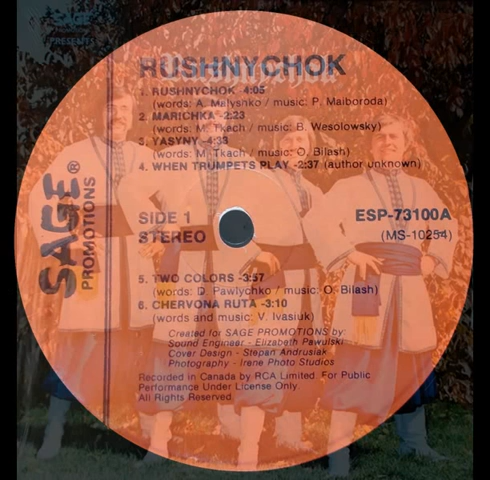 SAGE
PRESENTS
RUSHNYCHOK
1. RUSHNYCHOK -4:05
(words: A. Malyshko / music: P. Maiboroda)
2. MARICHKA -2:23
(words: M. Tkach / music: B. Wesolowsky)
3. YASYNY -4:33
(words: M. Tkach / music: O. Bilash)
4. WHEN TRUMPETS PLAY -2:37 (author unknown)
SAGE®
PROMOTIONS
SIDE 1
STEREO
ESP-73100A
(MS-10254)
5. TWO COLORS -3:57
(words: D. Pawlychko / music: O. Bilash)
6. CHERVONA RUTA -3:10
(words and music: V. Ivasiuk)
Created for SAGE PROMOTIONS by:
Sound Engineer - Elizabeth Pawulski
Cover Design - Stepan Andrusiak
Photography - Irene Photo Studios
Recorded in Canada by RCA Limited. For Public
Performance Under License Only.
All Rights Reserved.